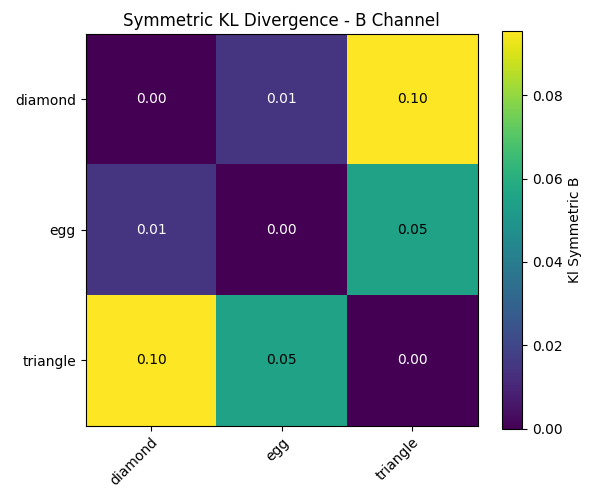 Symmetric KL Divergence - B Channel
diamond 0.00 0.01 0.10
egg 0.01 0.00 0.05
triangle 0.10 0.05 0.00
diamond egg triangle
0.08
0.06
0.04
0.02
0.00
Kl Symmetric B